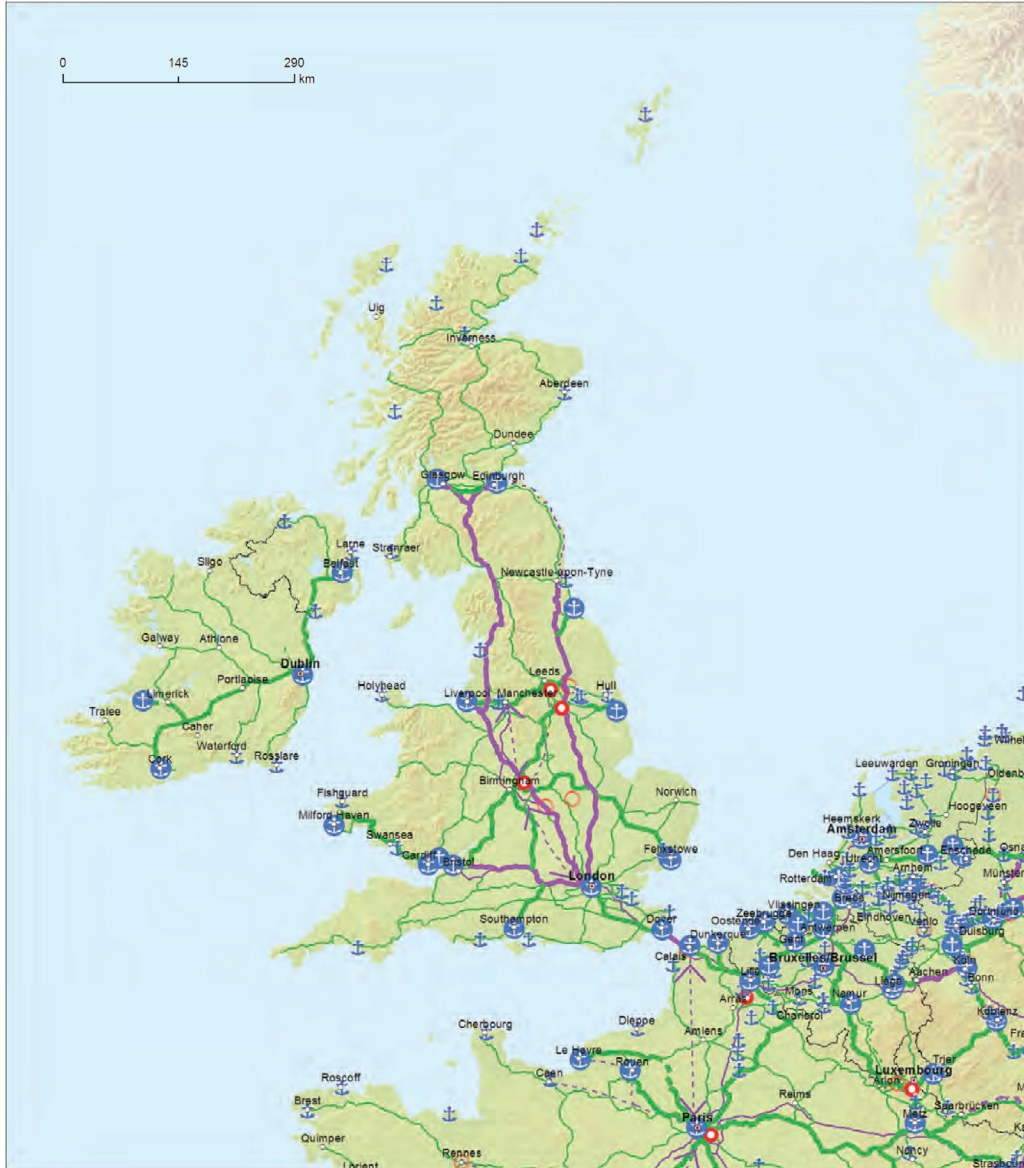 0 145 290
km
Uig
Inverness
Aberdeen
Dundee
Glasgow Edinburgh
Larne
Stranraer
Sligo
Belfast
Newcastle-upon-Tyne
Galway
Athlone
Dublin
Leeds
Portlaoise
Holyhead
Liverpool Manchester
Hull
Limerick
Tralee
Caher
Waterford
Rosslare
Cork
Birmingham
Leeuwarden
Groningen
Fishguard
Norwich
Hoogeveen
Milford Haven
Heemskerk
Zwolle
Swansea
Amsterdam
Den Haag
Amersfoort
Enschede
Cardiff
Bristol
Felixstowe
Utrecht
Arnhem
London
Rotterdam
Nijmegen
Breda
Vlissingen
Zeebrugge
Eindhoven
Venlo
Dortmund
Southampton
Dover
Oostende
Antwerpen
Duisburg
Dunkerque
Gent
Calais
Bruxelles/Brussel
Köln
Lille
Aachen
Bonn
Liège
Mons
Namur
Arras
Charleroi
Koblenz
Cherbourg
Dieppe
Amiens
Le Havre
Rouen
Trier
Luxembourg
Caen
Arlon
Roscoff
Reims
Saarbrücken
Brest
Paris
Metz
Quimper
Rennes
Nancy
Lorient